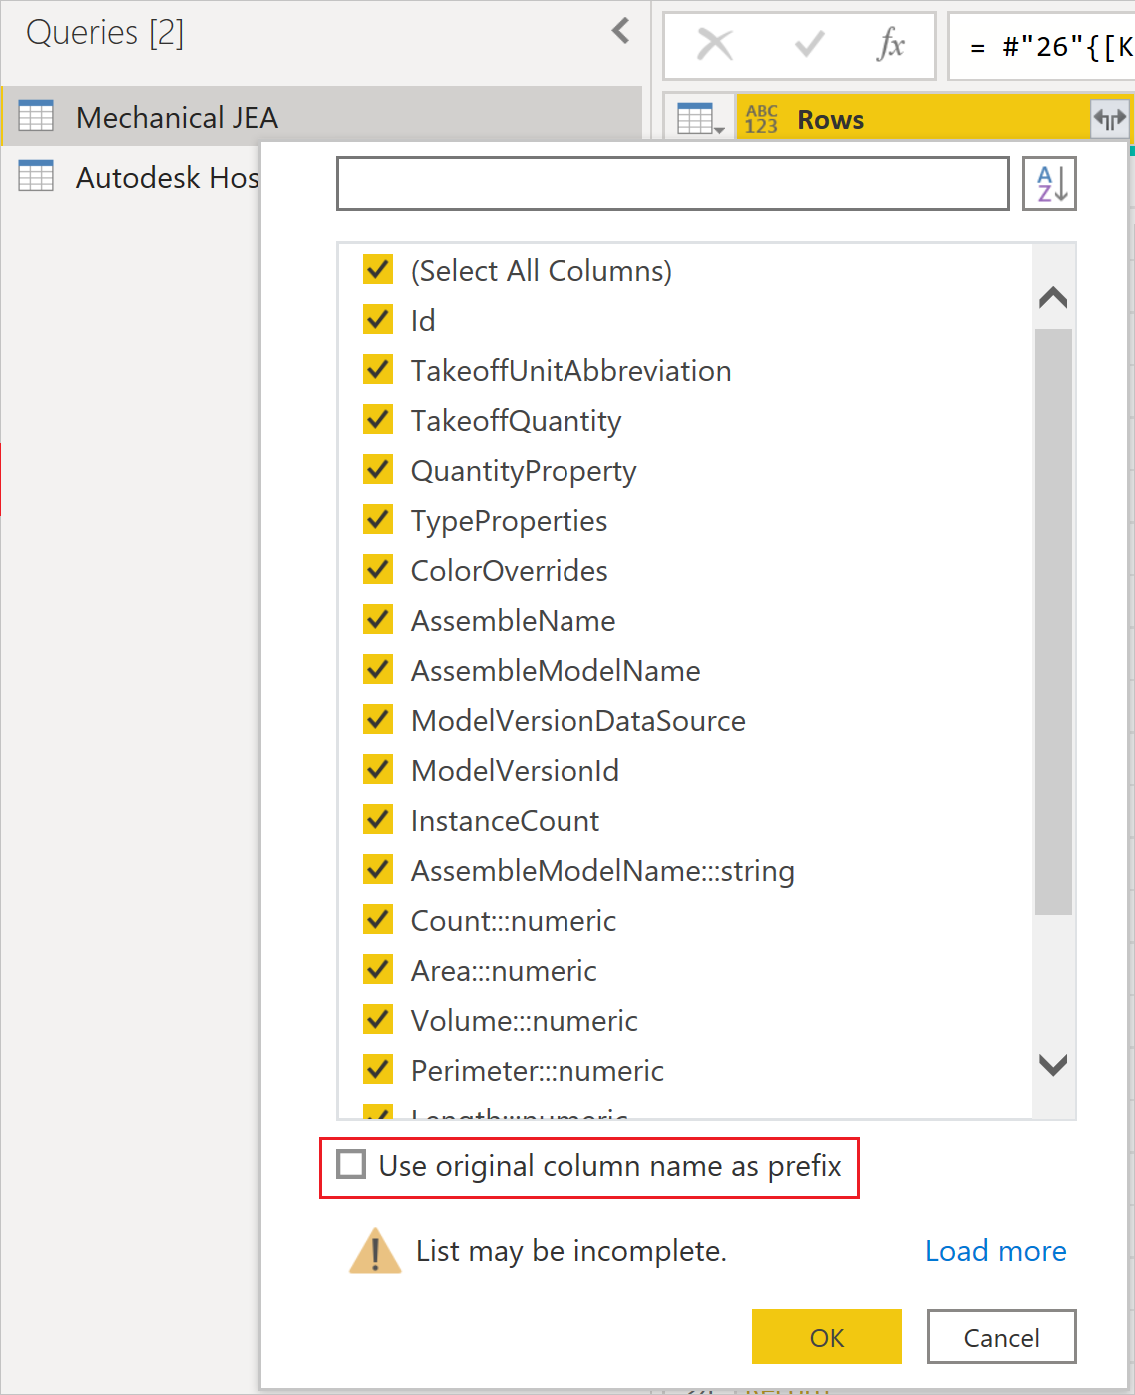 Queries [2]
fx
= #"26"{[K
Mechanical JEA
ABC
123
Rows
Autodesk Hos
A
Z
(Select All Columns)
Id
TakeoffUnitAbbreviation
TakeoffQuantity
QuantityProperty
TypeProperties
ColorOverrides
AssembleName
AssembleModelName
ModelVersionDataSource
ModelVersionId
InstanceCount
AssembleModelName:::string
Count:::numeric
Area:::numeric
Volume:::numeric
Perimeter:::numeric
Length:::numeric
Use original column name as prefix
List may be incomplete.
Load more
OK
Cancel